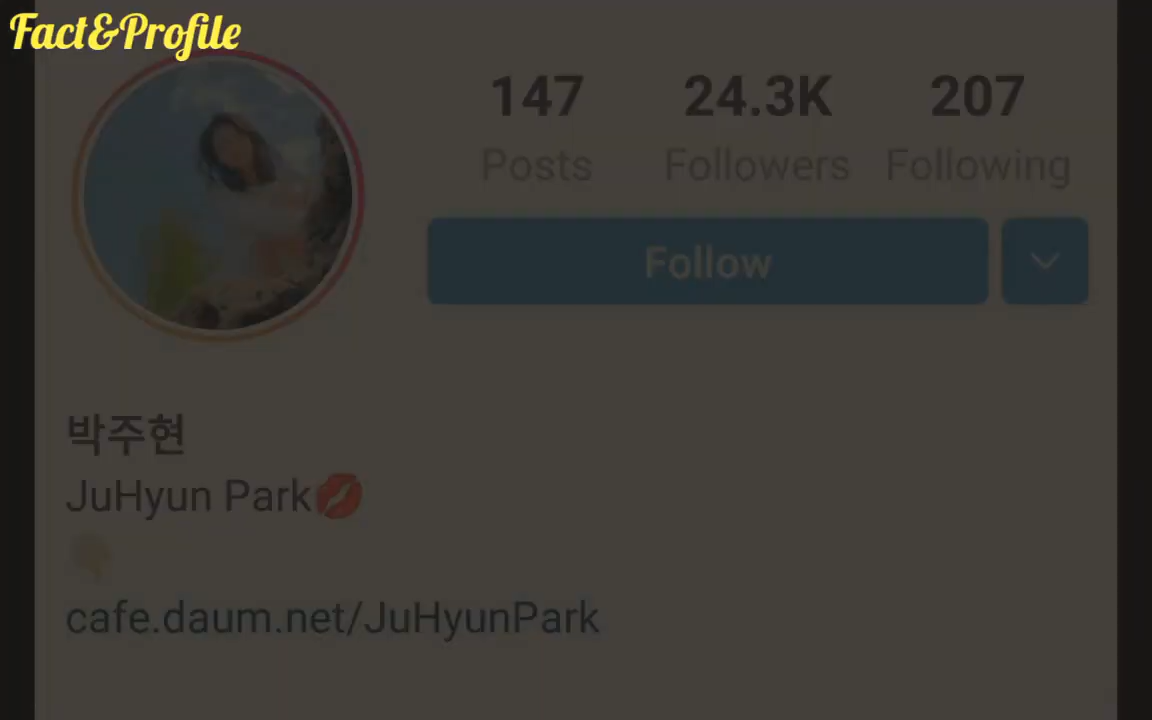 Fact&Profile
147 24.3K 207
Posts Followers Following
Follow
박주현
JuHyun Park💋
👇
cafe.daum.net/JuHyunPark